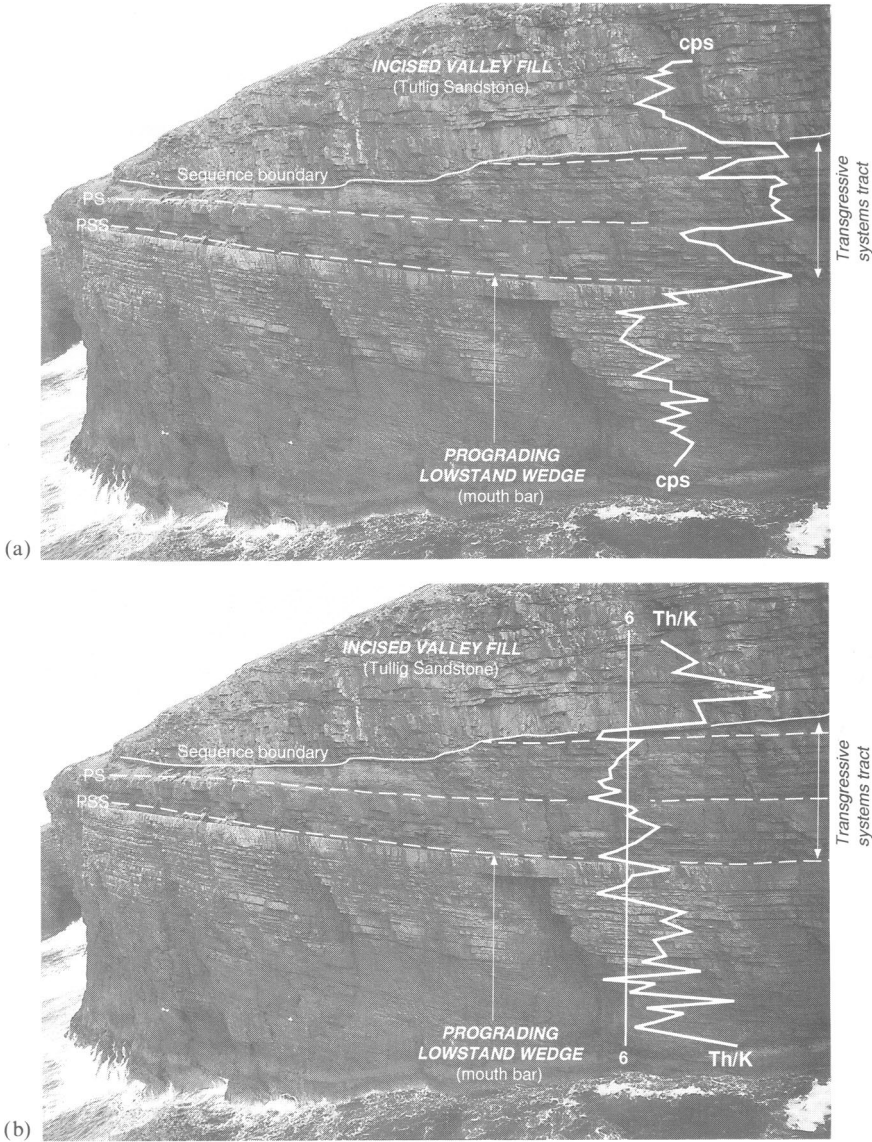 cps
INCISED VALLEY FILL
(Tullig Sandstone)
Sequence boundary
PS
PSS
Transgressive
systems tract
PROGRADING
LOWSTAND WEDGE
(mouth bar)
cps
(a)
6 Th/K
INCISED VALLEY FILL
(Tullig Sandstone)
Sequence boundary
PS
PSS
Transgressive
systems tract
PROGRADING
LOWSTAND WEDGE
(mouth bar)
6 Th/K
(b)